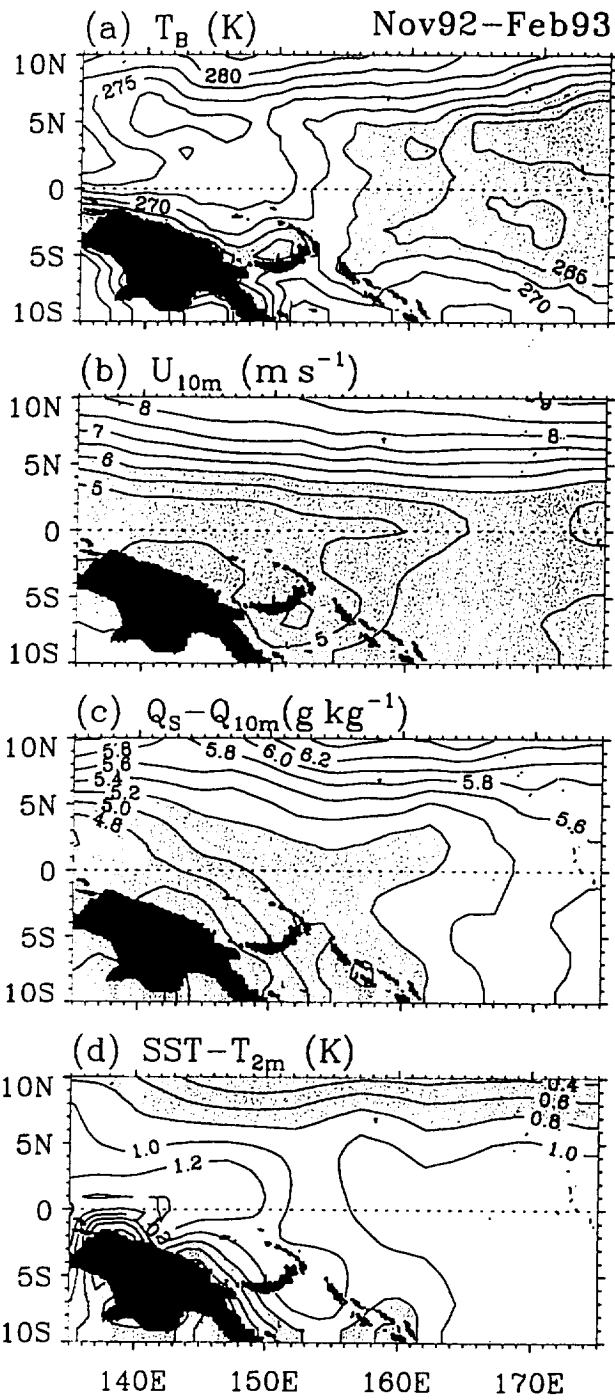 (a) T_B (K) Nov92−Feb93
10N
5N
0
5S
10S
275
280
270
265
270
(b) U_10m (m s⁻¹)
10N
5N
0
5S
10S
8
7
6
5
8
5
(c) Q_S−Q_10m (g kg⁻¹)
10N
5N
0
5S
10S
5.8
5.6
5.4
5.2
5.0
4.8
5.8
6.0
6.2
5.8
5.6
(d) SST−T_2m (K)
10N
5N
0
5S
10S
1.0
1.2
0.4
0.6
0.8
1.0
140E 150E 160E 170E